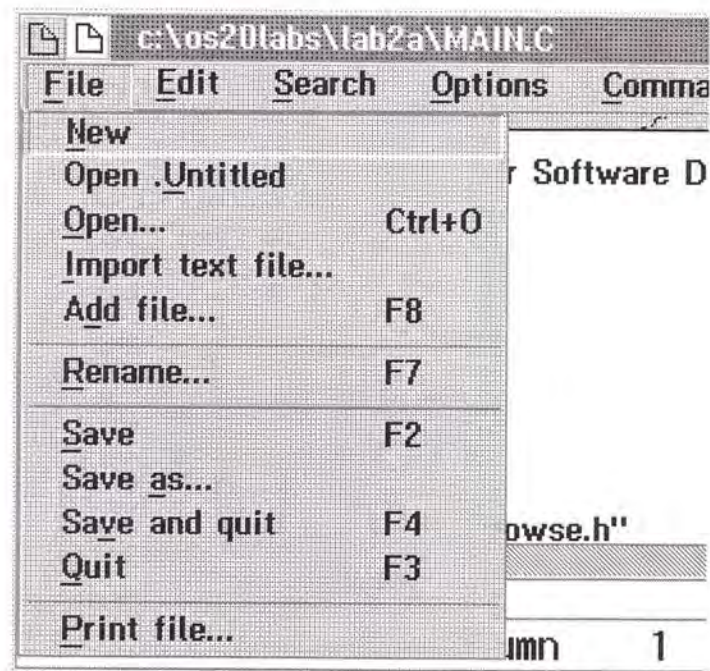 c:\os20labs\lab2a\MAIN.C
File Edit Search Options Comma
New
Open .Untitled r Software D
Open... Ctrl+O
Import text file...
Add file... F8
Rename... F7
Save F2
Save as...
Save and quit F4 owse.h"
Quit F3
Print file...
umn 1